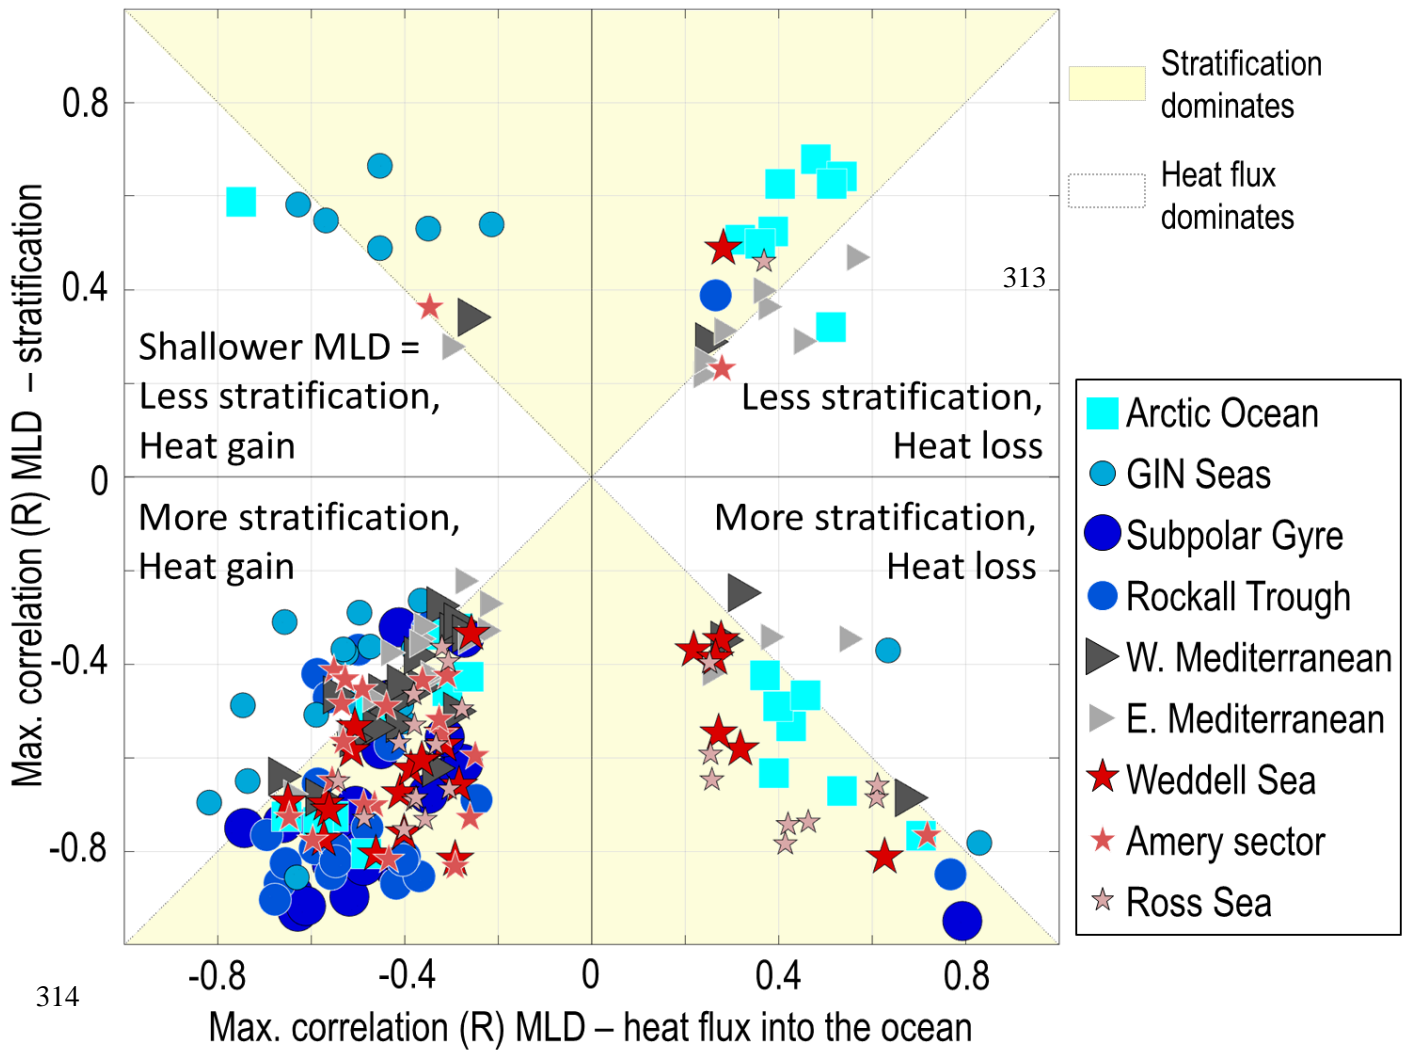 Stratification
dominates
Heat flux
dominates
0.8
0.4
0
-0.4
-0.8
Max. correlation (R) MLD – stratification
313
Shallower MLD =
Less stratification,
Heat gain
Less stratification,
Heat loss
More stratification,
Heat gain
More stratification,
Heat loss
Arctic Ocean
GIN Seas
Subpolar Gyre
Rockall Trough
W. Mediterranean
E. Mediterranean
Weddell Sea
Amery sector
Ross Sea
-0.8
-0.4
0
0.4
0.8
314
Max. correlation (R) MLD – heat flux into the ocean